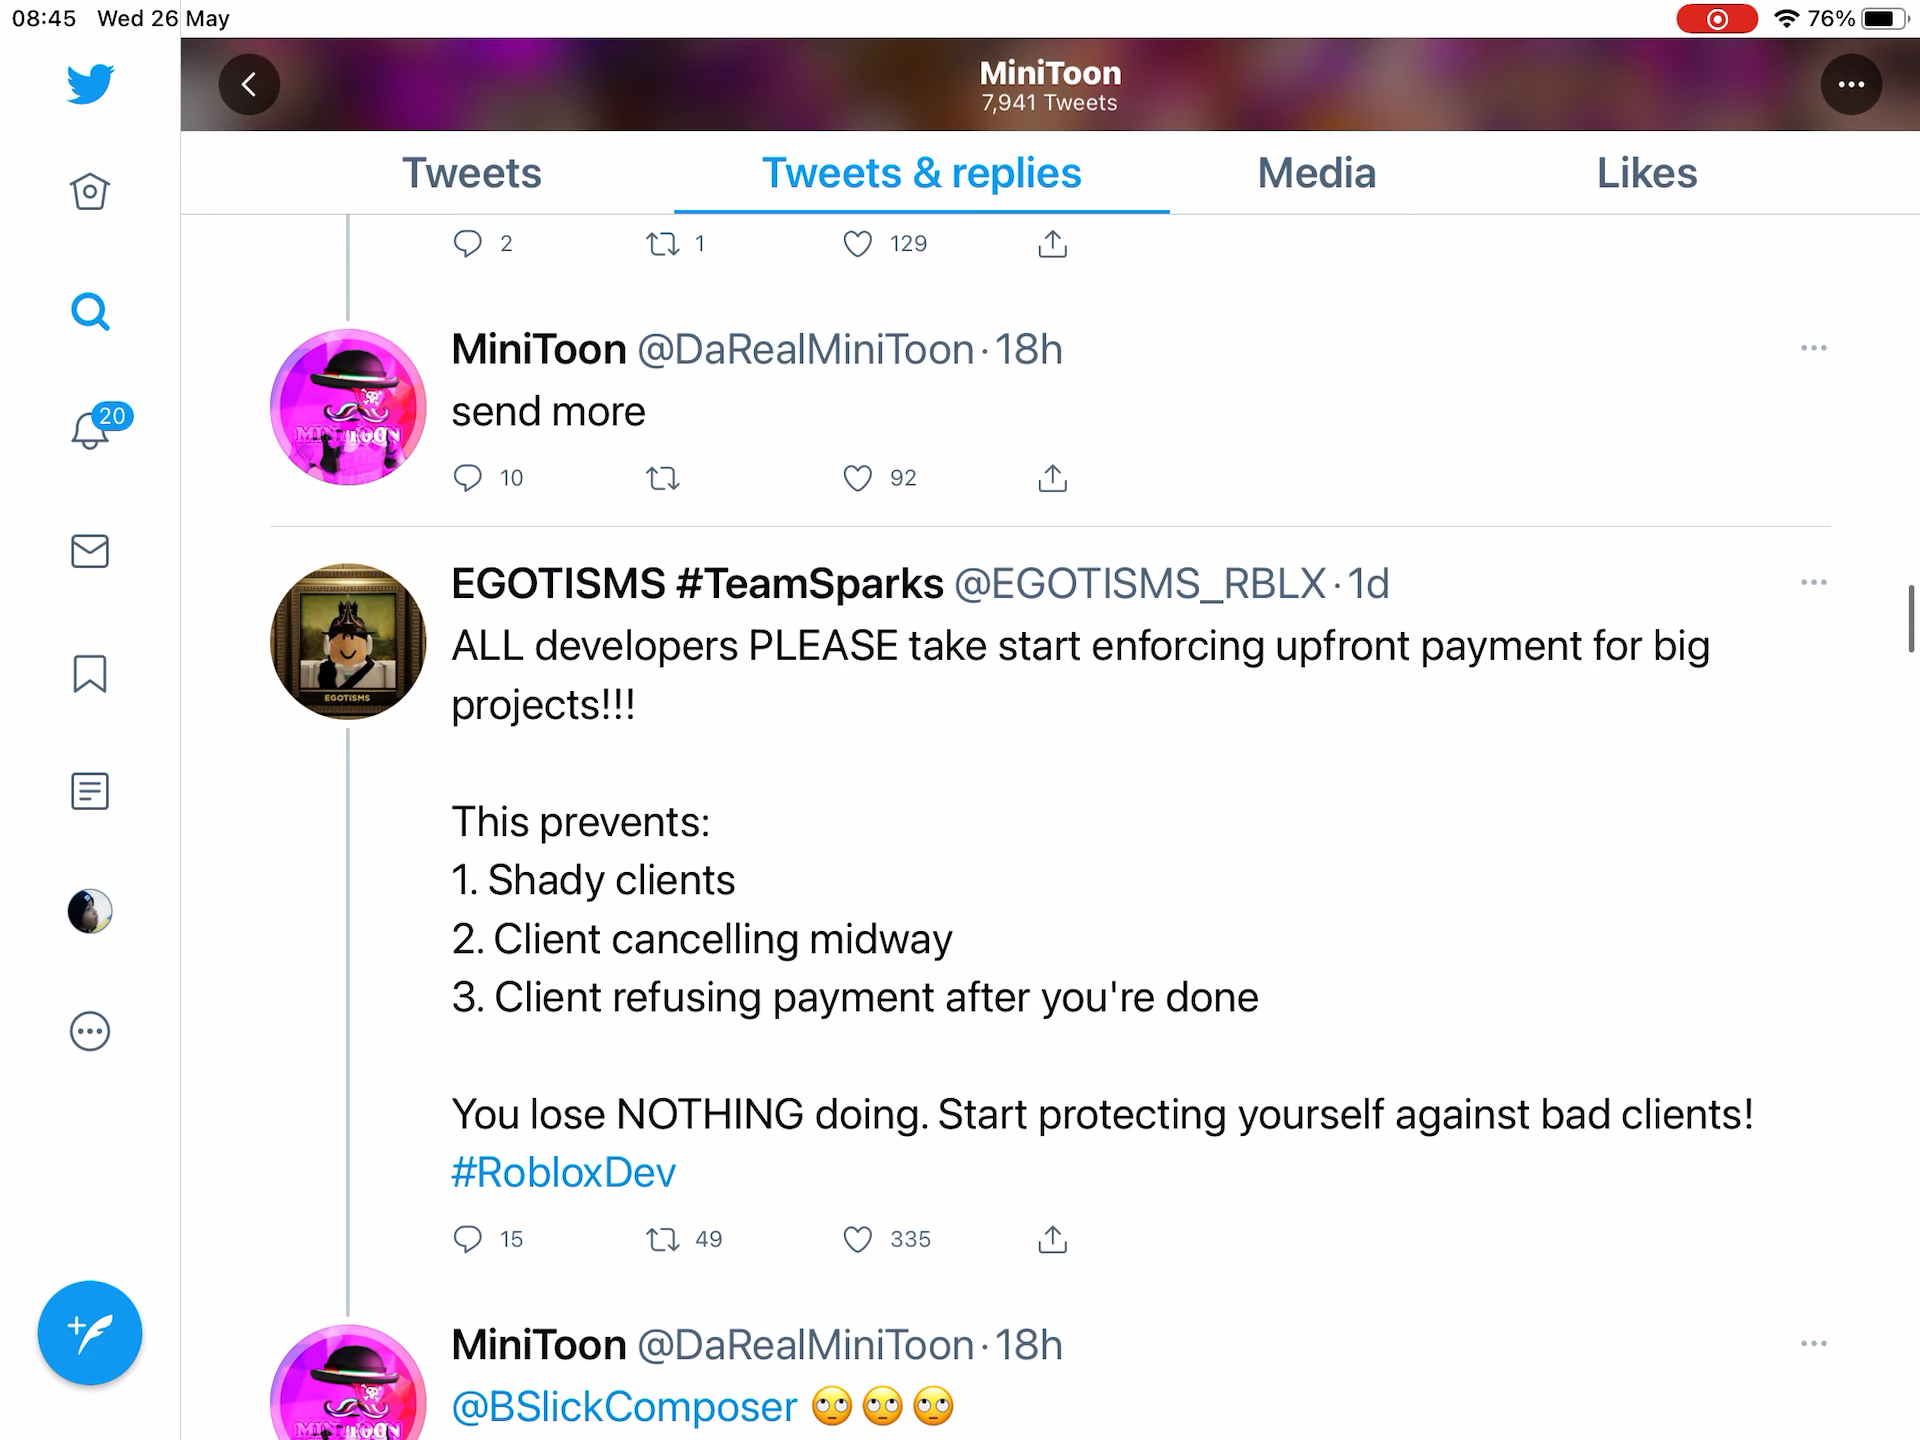 08:45 Wed 26 May
76%
MiniToon
7,941 Tweets
Tweets
Tweets & replies
Media
Likes
2
1
129
MiniToon @DaRealMiniToon · 18h
send more
10
92
20
EGOTISMS #TeamSparks @EGOTISMS_RBLX · 1d
ALL developers PLEASE take start enforcing upfront payment for big
projects!!!
This prevents:
1. Shady clients
2. Client cancelling midway
3. Client refusing payment after you're done
You lose NOTHING doing. Start protecting yourself against bad clients!
#RobloxDev
EGOTISMS
15
49
335
MiniToon @DaRealMiniToon · 18h
@BSlickComposer 🙄 🙄 🙄
MINITOON
MINITOON